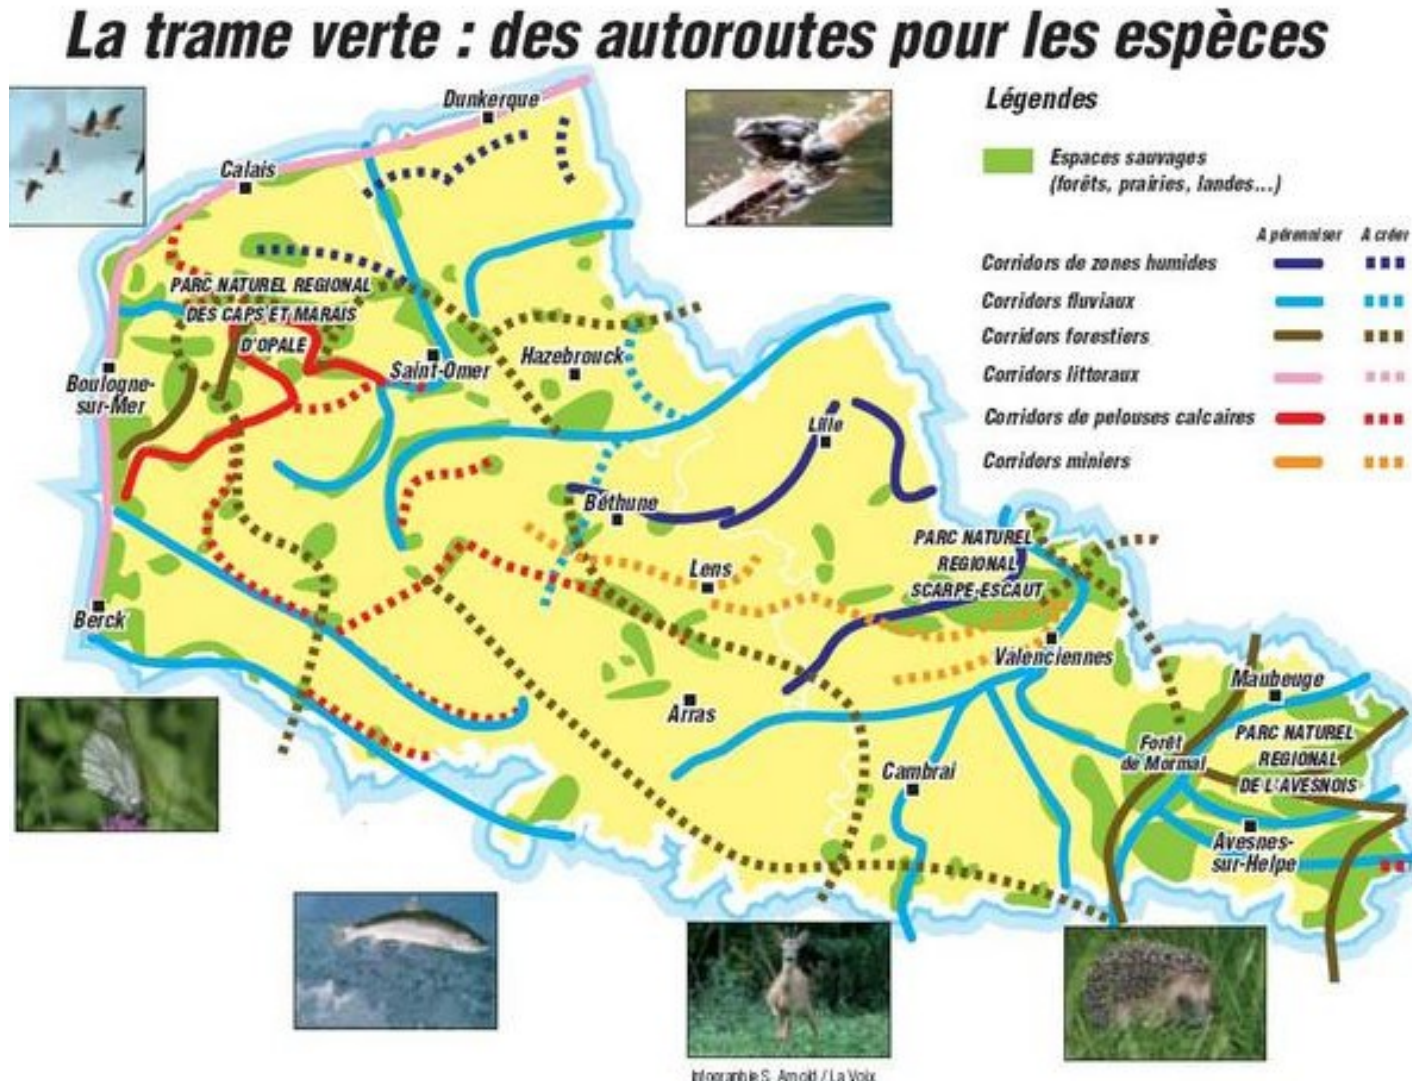 La trame verte : des autoroutes pour les espèces
Dunkerque
Calais
Légendes
Espaces sauvages
(forêts, prairies, landes...)
A pérenniser A créer
Corridors de zones humides
Corridors fluviaux
Corridors forestiers
Corridors littoraux
Corridors de pelouses calcaires
Corridors miniers
PARC NATUREL REGIONAL
DES CAPS ET MARAIS
D'OPALE
Boulogne-
sur-Mer
Saint-Omer
Hazebrouck
Lille
Béthune
Lens
PARC NATUREL
REGIONAL
SCARPE-ESCAUT
Berck
Valenciennes
Arras
Maubeuge
Forêt
de Mormal
PARC NATUREL
REGIONAL
DE L'AVESNOIS
Cambrai
Avesnes-
sur-Helpe
Infographie S. Arnold / La Voix